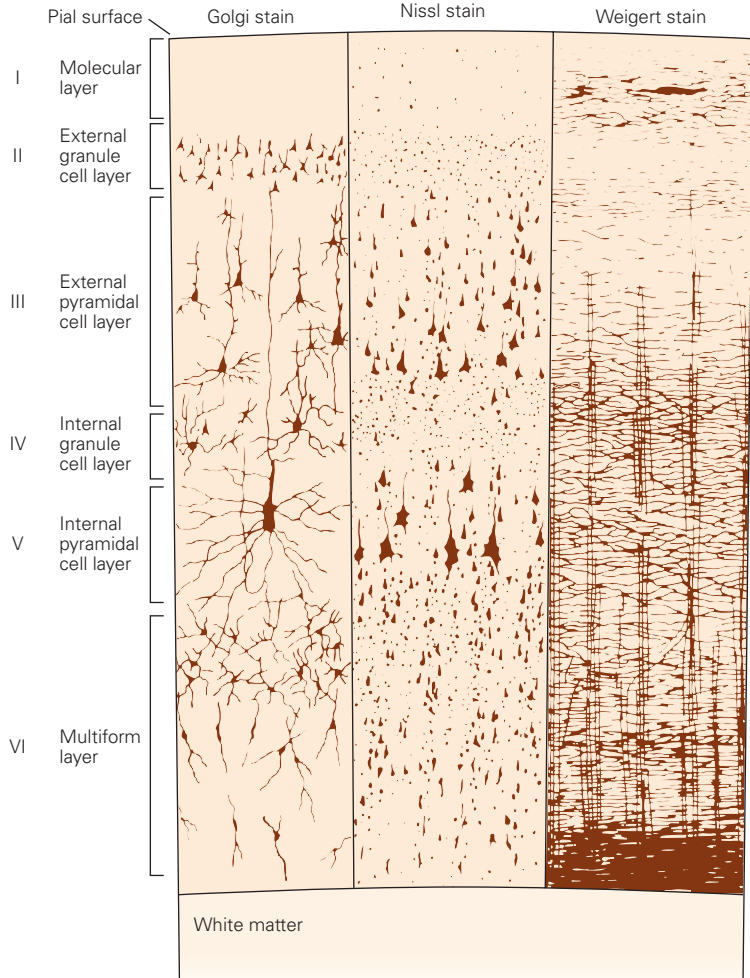 Pial surface
Golgi stain
Nissl stain
Weigert stain
I
Molecular
layer
II
External
granule
cell layer
III
External
pyramidal
cell layer
IV
Internal
granule
cell layer
V
Internal
pyramidal
cell layer
VI
Multiform
layer
White matter